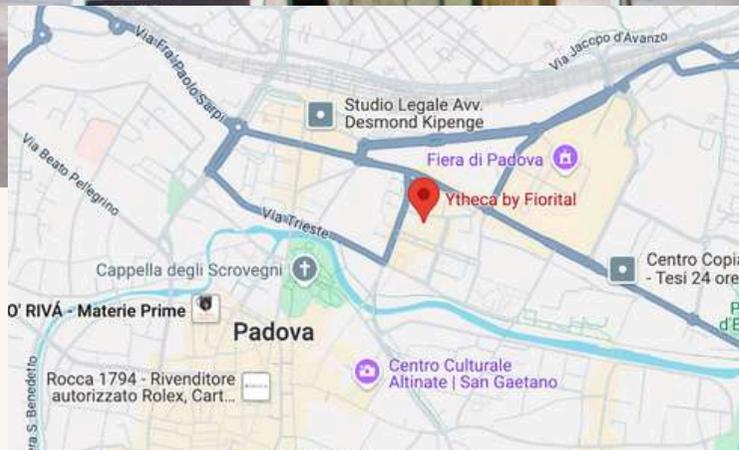 Via Fra' Paolo Sarpi
Via Jacopo d'Avanzo
Studio Legale Avv.
Desmond Kipenge
Via Beato Pellegrino
Fiera di Padova
Ytheca by Fiorital
Via Trieste
Centro Copia
- Tesi 24 ore
Cappella degli Scrovegni
O' RIVÁ - Materie Prime
Padova
P
d'E
Centro Culturale
Altinate | San Gaetano
Rocca 1794 - Rivenditore
autorizzato Rolex, Cart...
era S. Benedetto